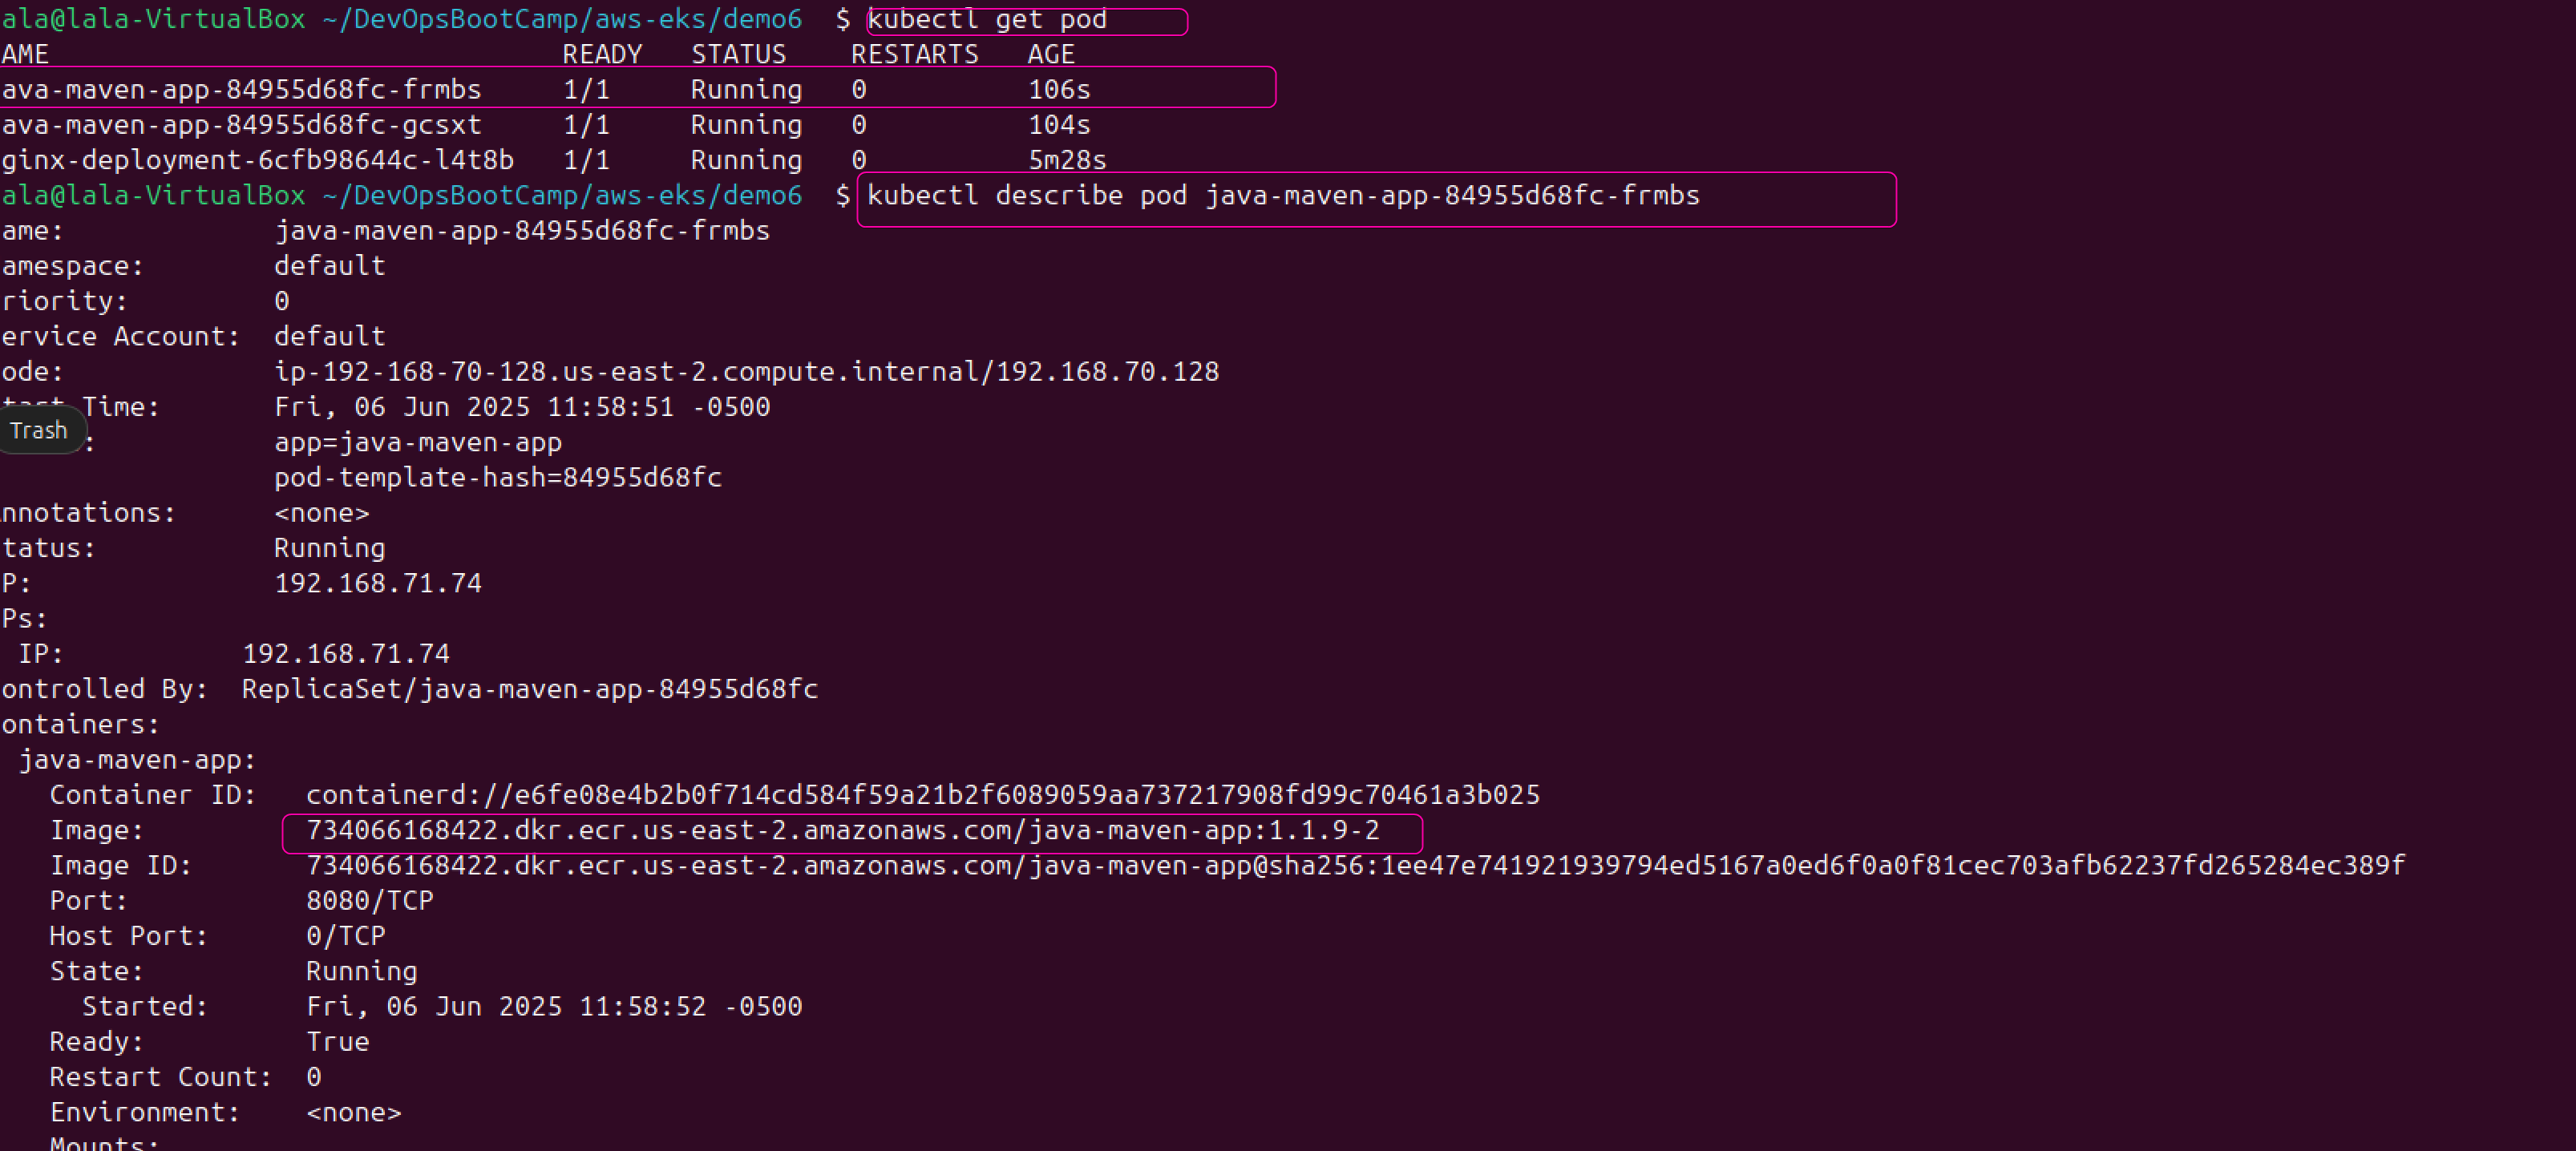 ala@lala-VirtualBox ~/DevOpsBootCamp/aws-eks/demo6 $ kubectl get pod
AME READY STATUS RESTARTS AGE
ava-maven-app-84955d68fc-frmbs 1/1 Running 0 106s
ava-maven-app-84955d68fc-gcsxt 1/1 Running 0 104s
ginx-deployment-6cfb98644c-l4t8b 1/1 Running 0 5m28s
ala@lala-VirtualBox ~/DevOpsBootCamp/aws-eks/demo6 $ kubectl describe pod java-maven-app-84955d68fc-frmbs
ame: java-maven-app-84955d68fc-frmbs
amespace: default
riority: 0
ervice Account: default
ode: ip-192-168-70-128.us-east-2.compute.internal/192.168.70.128
tart Time: Fri, 06 Jun 2025 11:58:51 -0500
Trash
: app=java-maven-app
pod-template-hash=84955d68fc
nnotations: <none>
tatus: Running
P: 192.168.71.74
Ps:
IP: 192.168.71.74
ontrolled By: ReplicaSet/java-maven-app-84955d68fc
ontainers:
java-maven-app:
Container ID: containerd://e6fe08e4b2b0f714cd584f59a21b2f6089059aa737217908fd99c70461a3b025
Image: 734066168422.dkr.ecr.us-east-2.amazonaws.com/java-maven-app:1.1.9-2
Image ID: 734066168422.dkr.ecr.us-east-2.amazonaws.com/java-maven-app@sha256:1ee47e741921939794ed5167a0ed6f0a0f81cec703afb62237fd265284ec389f
Port: 8080/TCP
Host Port: 0/TCP
State: Running
Started: Fri, 06 Jun 2025 11:58:52 -0500
Ready: True
Restart Count: 0
Environment: <none>
Mounts: